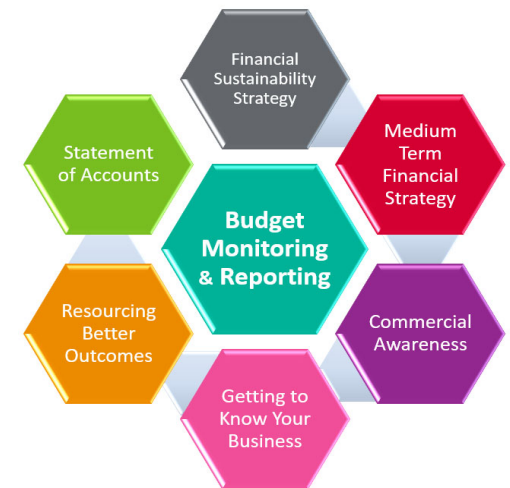 Financial
Sustainability
Strategy
Medium
Term
Financial
Strategy
Statement
of Accounts
Budget
Monitoring
& Reporting
Commercial
Awareness
Resourcing
Better
Outcomes
Getting to
Know Your
Business